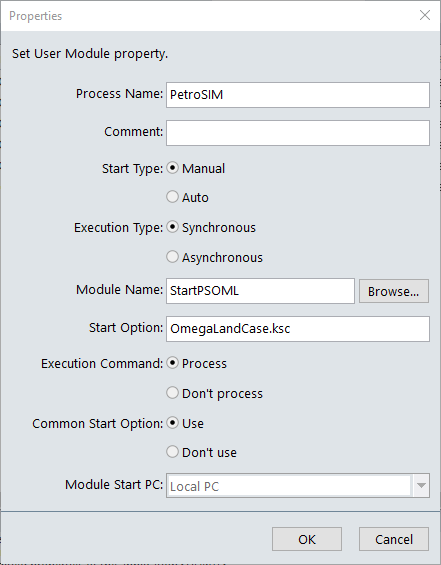 Properties
Set User Module property.
Process Name: PetroSIM
Comment:
Start Type: Manual
Auto
Execution Type: Synchronous
Asynchronous
Module Name: StartPSOML Browse...
Start Option: OmegaLandCase.ksc
Execution Command: Process
Don't process
Common Start Option: Use
Don't use
Module Start PC: Local PC
OK Cancel